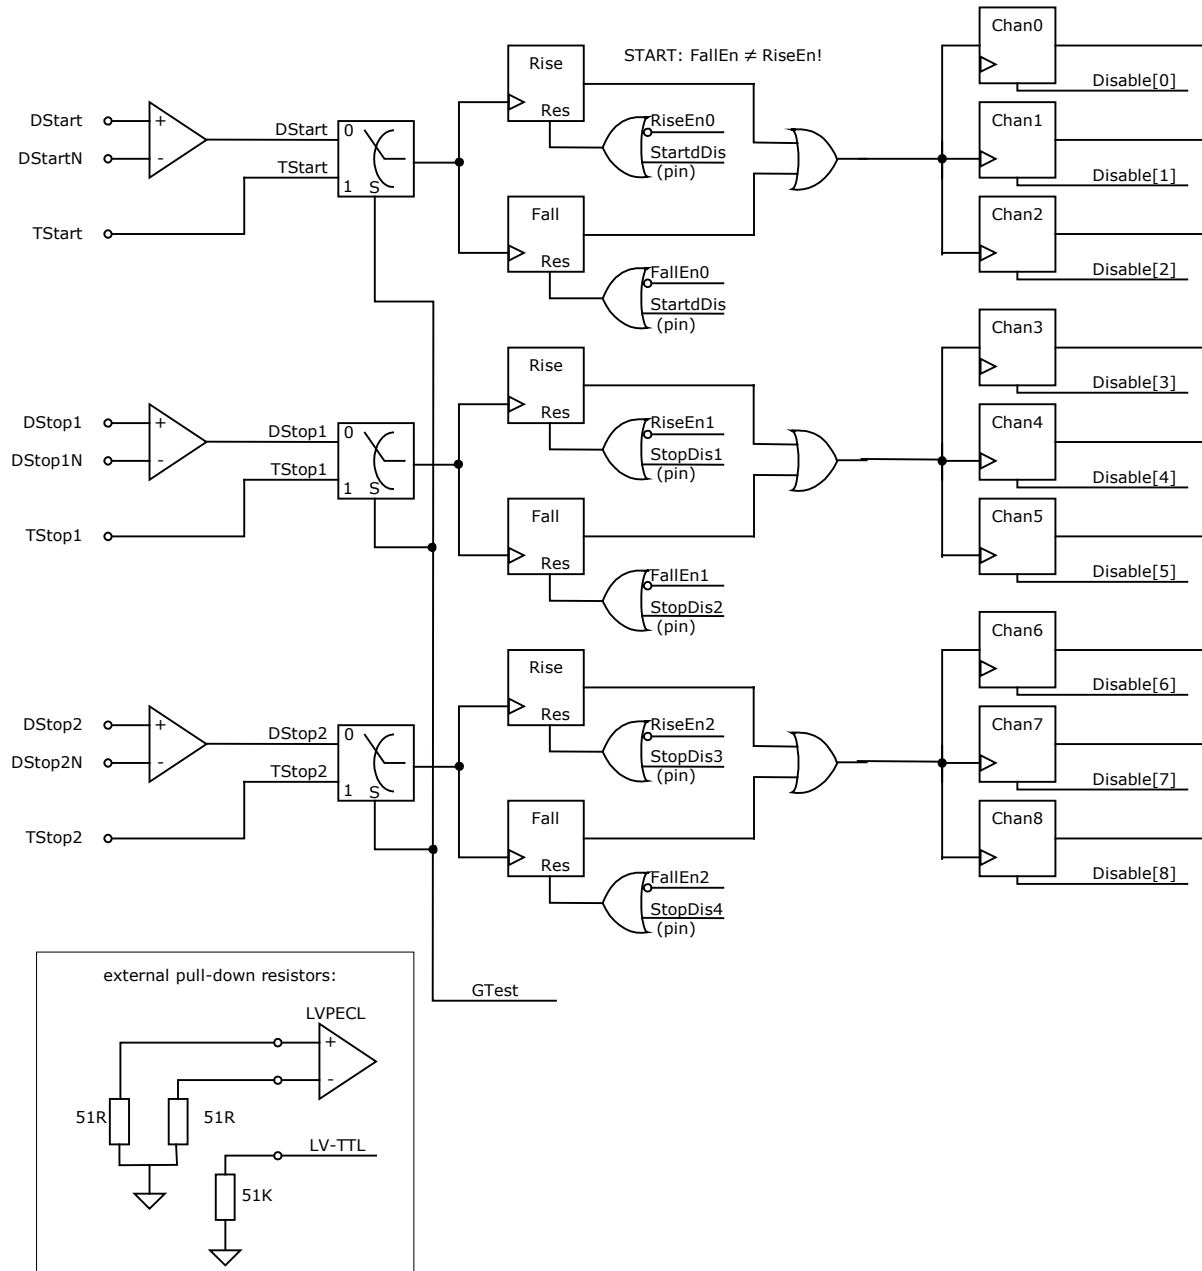 START: FallEn ≠ RiseEn!
DStart
DStartN
TStart
+
-
DStart
TStart
0
1
S
Rise
Res
RiseEn0
StartdDis
(pin)
Fall
Res
FallEn0
StartdDis
(pin)
Chan0
Disable[0]
Chan1
Disable[1]
Chan2
Disable[2]
DStop1
DStop1N
TStop1
+
-
DStop1
TStop1
0
1
S
Rise
Res
RiseEn1
StopDis1
(pin)
Fall
Res
FallEn1
StopDis2
(pin)
Chan3
Disable[3]
Chan4
Disable[4]
Chan5
Disable[5]
DStop2
DStop2N
TStop2
+
-
DStop2
TStop2
0
1
S
Rise
Res
RiseEn2
StopDis3
(pin)
Fall
Res
FallEn2
StopDis4
(pin)
Chan6
Disable[6]
Chan7
Disable[7]
Chan8
Disable[8]
GTest
external pull-down resistors:
LVPECL
+
-
51R
51R
LV-TTL
51K